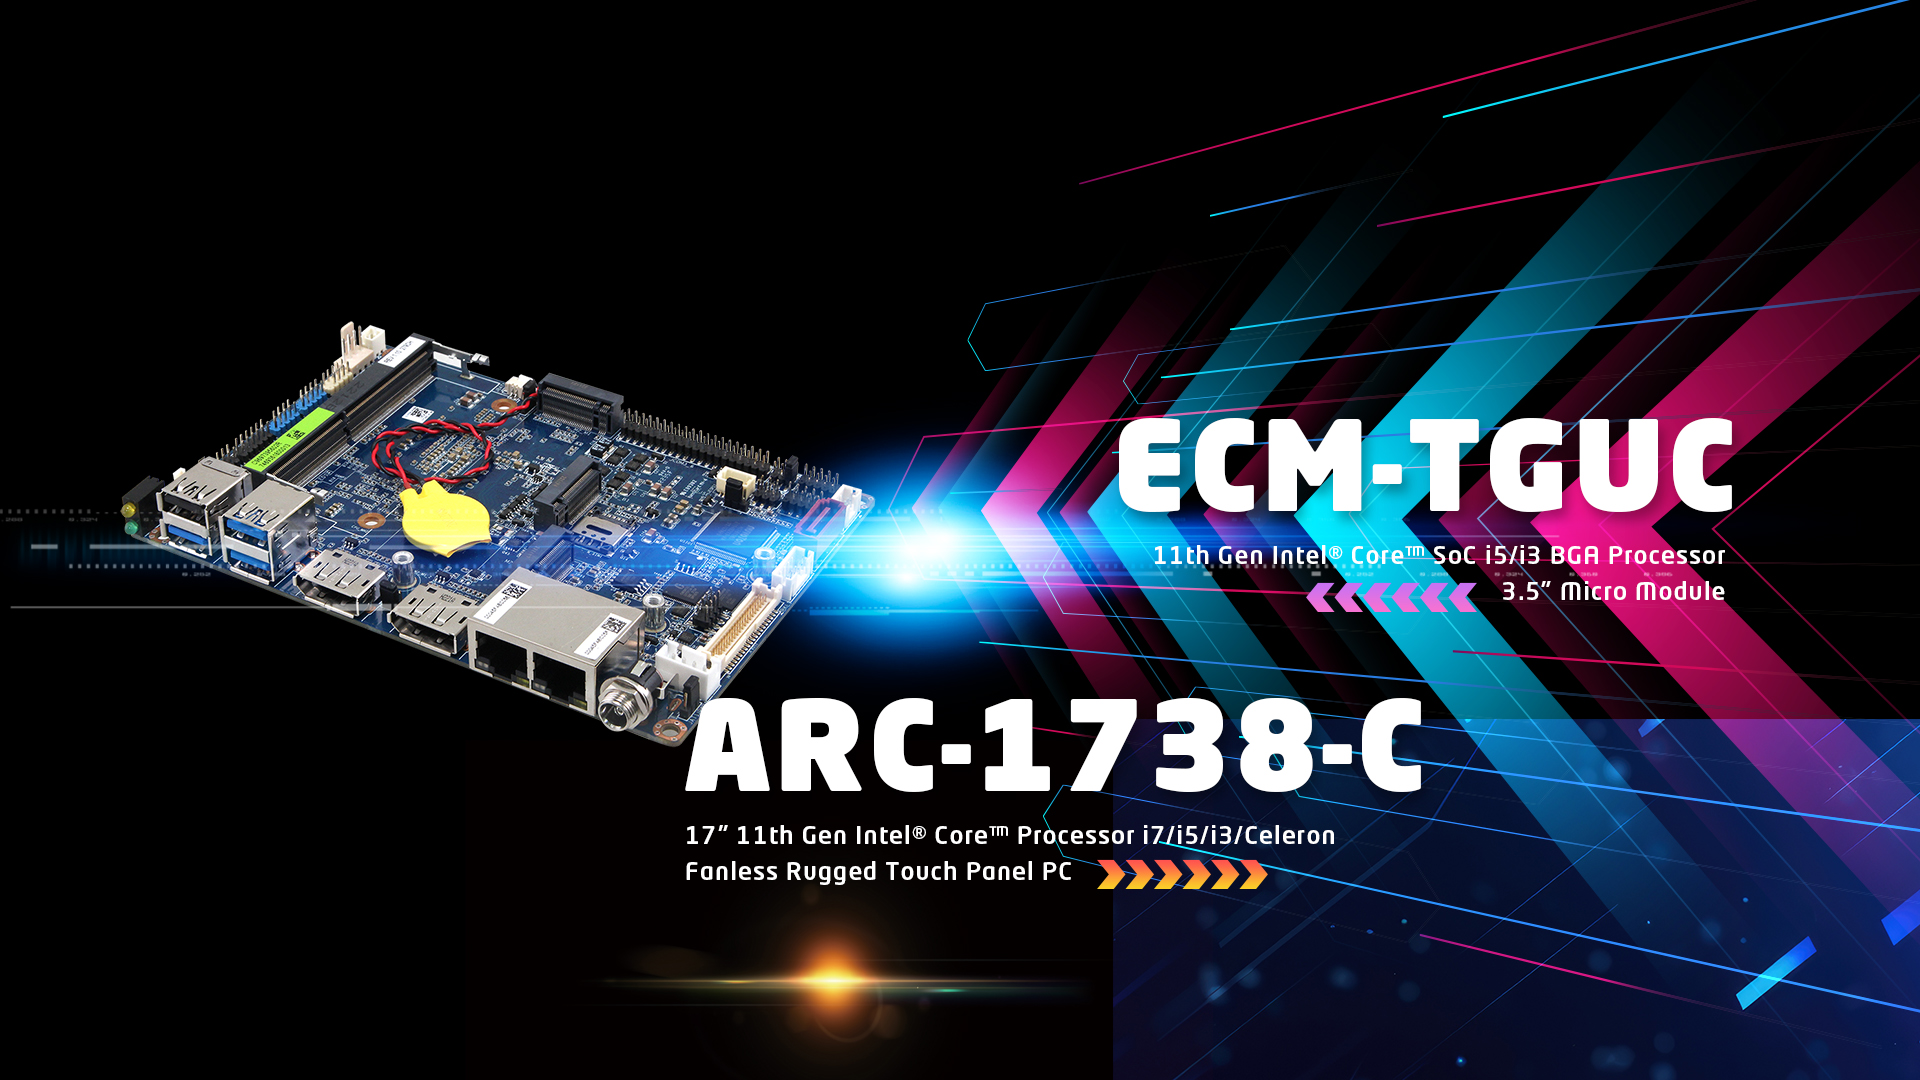 ECM-TGUC
11th Gen Intel® Core™ SoC i5/i3 BGA Processor
3.5” Micro Module
ARC-1738-C
17” 11th Gen Intel® Core™ Processor i7/i5/i3/Celeron
Fanless Rugged Touch Panel PC